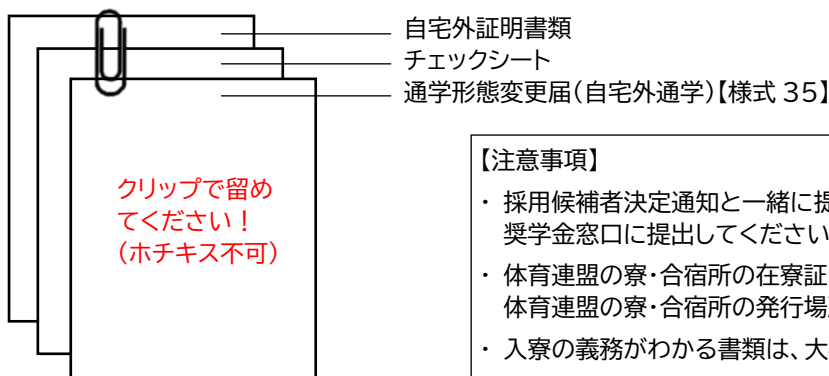 自宅外証明書類
チェックシート
通学形態変更届(自宅外通学)【様式 35】
クリップで留め
てください！
(ホチキス不可)
【注意事項】
・ 採用候補者決定通知と一緒に提
奨学金窓口に提出してください
・ 体育連盟の寮・合宿所の在寮証
体育連盟の寮・合宿所の発行場
・ 入寮の義務がわかる書類は、大